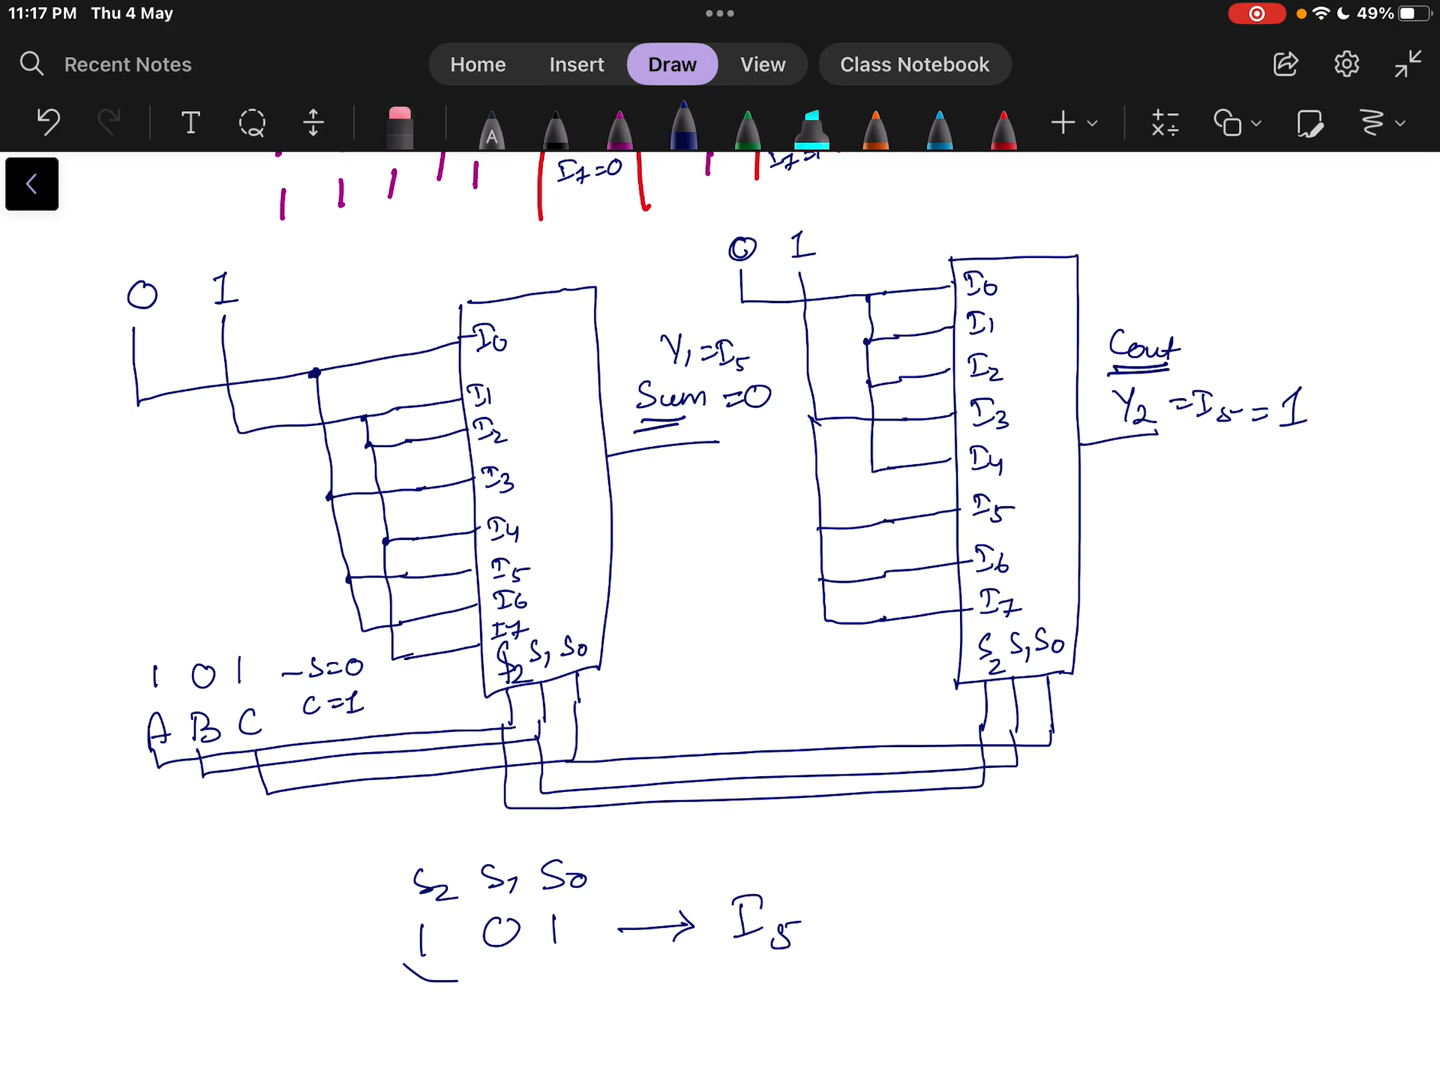 11:17 PM Thu 4 May
49%
Recent Notes
Home Insert Draw View Class Notebook
T
A
I7=0
0 1
I0
I1
I2
I3
I4
I5
I6
I7
S2 S1 S0
Y1=I5
Sum =0
0 1
I0
I1
I2
I3
I4
I5
I6
I7
S2 S1 S0
Cout
Y2 =I5=1
1 0 1 -S=0
C=1
A B C
S2 S1 S0
1 0 1 → I5